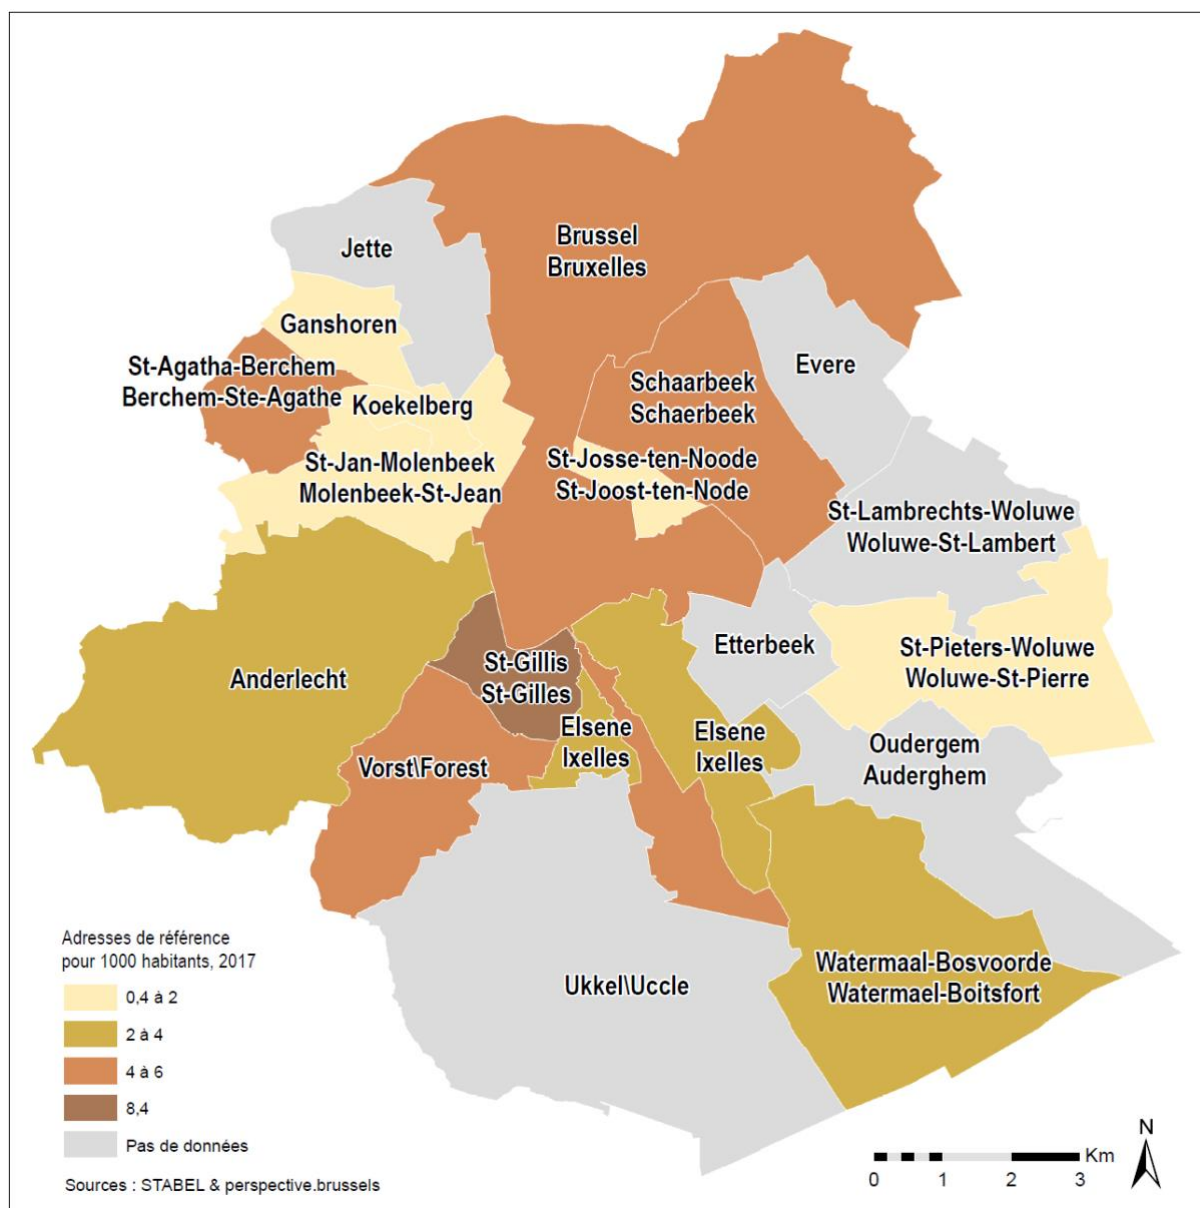 Brussel
Bruxelles
Jette
Ganshoren
Evere
St-Agatha-Berchem
Berchem-Ste-Agathe
Schaarbeek
Schaerbeek
Koekelberg
St-Jan-Molenbeek
Molenbeek-St-Jean
St-Josse-ten-Noode
St-Joost-ten-Node
St-Lambrechts-Woluwe
Woluwe-St-Lambert
Etterbeek
St-Pieters-Woluwe
Woluwe-St-Pierre
Anderlecht
St-Gillis
St-Gilles
Elsene
Ixelles
Elsene
Ixelles
Oudergem
Auderghem
Vorst\Forest
Ukkel\Uccle
Watermaal-Bosvoorde
Watermael-Boitsfort
Adresses de référence
pour 1000 habitants, 2017
0,4 à 2
2 à 4
4 à 6
8,4
Pas de données
Sources : STABEL & perspective.brussels
N
Km
0 1 2 3